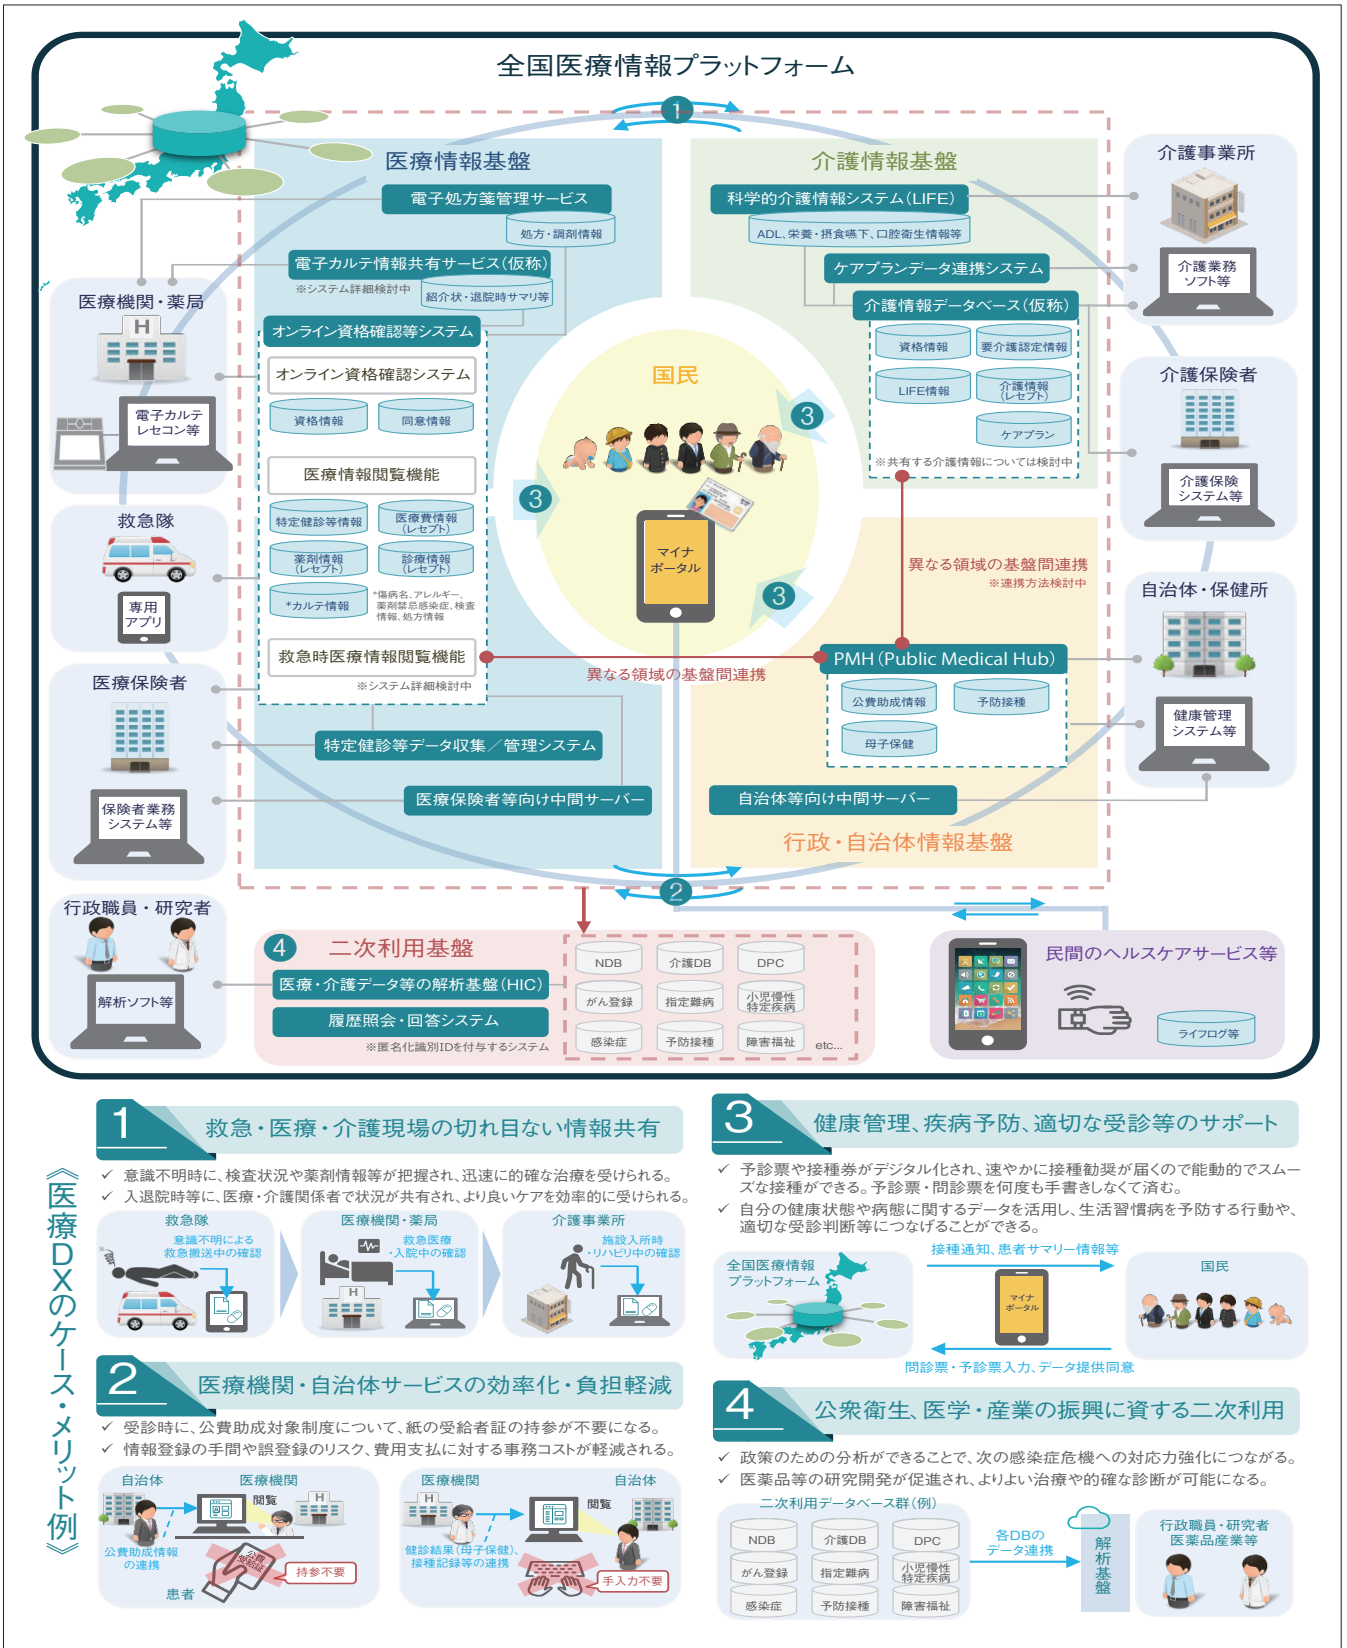 全国医療情報プラットフォーム
1
医療情報基盤
電子処方箋管理サービス
処方・調剤情報
電子カルテ情報共有サービス（仮称）
※システム詳細検討中
紹介状・退院時サマリ等
オンライン資格確認等システム
オンライン資格確認システム
資格情報
同意情報
医療情報閲覧機能
特定健診等情報
医療費情報
（レセプト）
薬剤情報
（レセプト）
診療情報
（レセプト）
*カルテ情報
*傷病名、アレルギー、
薬剤禁忌感染症、検査
情報、処方情報
救急時医療情報閲覧機能
※システム詳細検討中
特定健診等データ収集／管理システム
医療保険者等向け中間サーバー
介護情報基盤
科学的介護情報システム（LIFE）
ADL、栄養・摂食嚥下、口腔衛生情報等
ケアプランデータ連携システム
介護情報データベース（仮称）
資格情報
要介護認定情報
LIFE情報
介護情報
（レセプト）
ケアプラン
※共有する介護情報については検討中
異なる領域の基盤間連携
※連携方法検討中
国民
3
3
3
マイナ
ポータル
異なる領域の基盤間連携
PMH（Public Medical Hub）
公費助成情報
予防接種
母子保健
自治体等向け中間サーバー
行政・自治体情報基盤
2
医療機関・薬局
H
電子カルテ
レセコン等
救急隊
専用
アプリ
医療保険者
保険者業務
システム等
行政職員・研究者
解析ソフト等
介護事業所
介護業務
ソフト等
介護保険者
介護保険
システム等
自治体・保健所
健康管理
システム等
4
二次利用基盤
医療・介護データ等の解析基盤（HIC）
履歴照会・回答システム
※匿名化識別IDを付与するシステム
NDB
介護DB
DPC
がん登録
指定難病
小児慢性
特定疾病
感染症
予防接種
障害福祉
etc...
民間のヘルスケアサービス等
ライフログ等
《医療DXのケース・メリット例》
1
救急・医療・介護現場の切れ目ない情報共有
✓ 意識不明時に、検査状況や薬剤情報等が把握され、迅速に的確な治療を受けられる。
✓ 入退院時等に、医療・介護関係者で状況が共有され、より良いケアを効率的に受けられる。
救急隊
意識不明による
救急搬送中の確認
医療機関・薬局
救急医療
・入院中の確認
H
介護事業所
施設入所時
・リハビリ中の確認
2
医療機関・自治体サービスの効率化・負担軽減
✓ 受診時に、公費助成対象制度について、紙の受給者証の持参が不要になる。
✓ 情報登録の手間や誤登録のリスク、費用支払に対する事務コストが軽減される。
自治体
医療機関
閲覧
H
公費助成情報
の連携
公費
受給証
持参不要
患者
医療機関
自治体
H
閲覧
健診結果（母子保健）、
接種記録等の連携
手入力不要
3
健康管理、疾病予防、適切な受診等のサポート
✓ 予診票や接種券がデジタル化され、速やかに接種勧奨が届くので能動的でスムー
ズな接種ができる。予診票・問診票を何度も手書きしなくて済む。
✓ 自分の健康状態や病態に関するデータを活用し、生活習慣病を予防する行動や、
適切な受診判断等につなげることができる。
全国医療情報
プラットフォーム
接種通知、患者サマリー情報等
マイナ
ポータル
問診票・予診票入力、データ提供同意
国民
4
公衆衛生、医学・産業の振興に資する二次利用
✓ 政策のための分析ができることで、次の感染症危機への対応力強化につながる。
✓ 医薬品等の研究開発が促進され、よりよい治療や的確な診断が可能になる。
二次利用データベース群（例）
NDB
介護DB
DPC
がん登録
指定難病
小児慢性
特定疾病
感染症
予防接種
障害福祉
各DBの
データ連携
解析基盤
行政職員・研究者
医薬品産業等